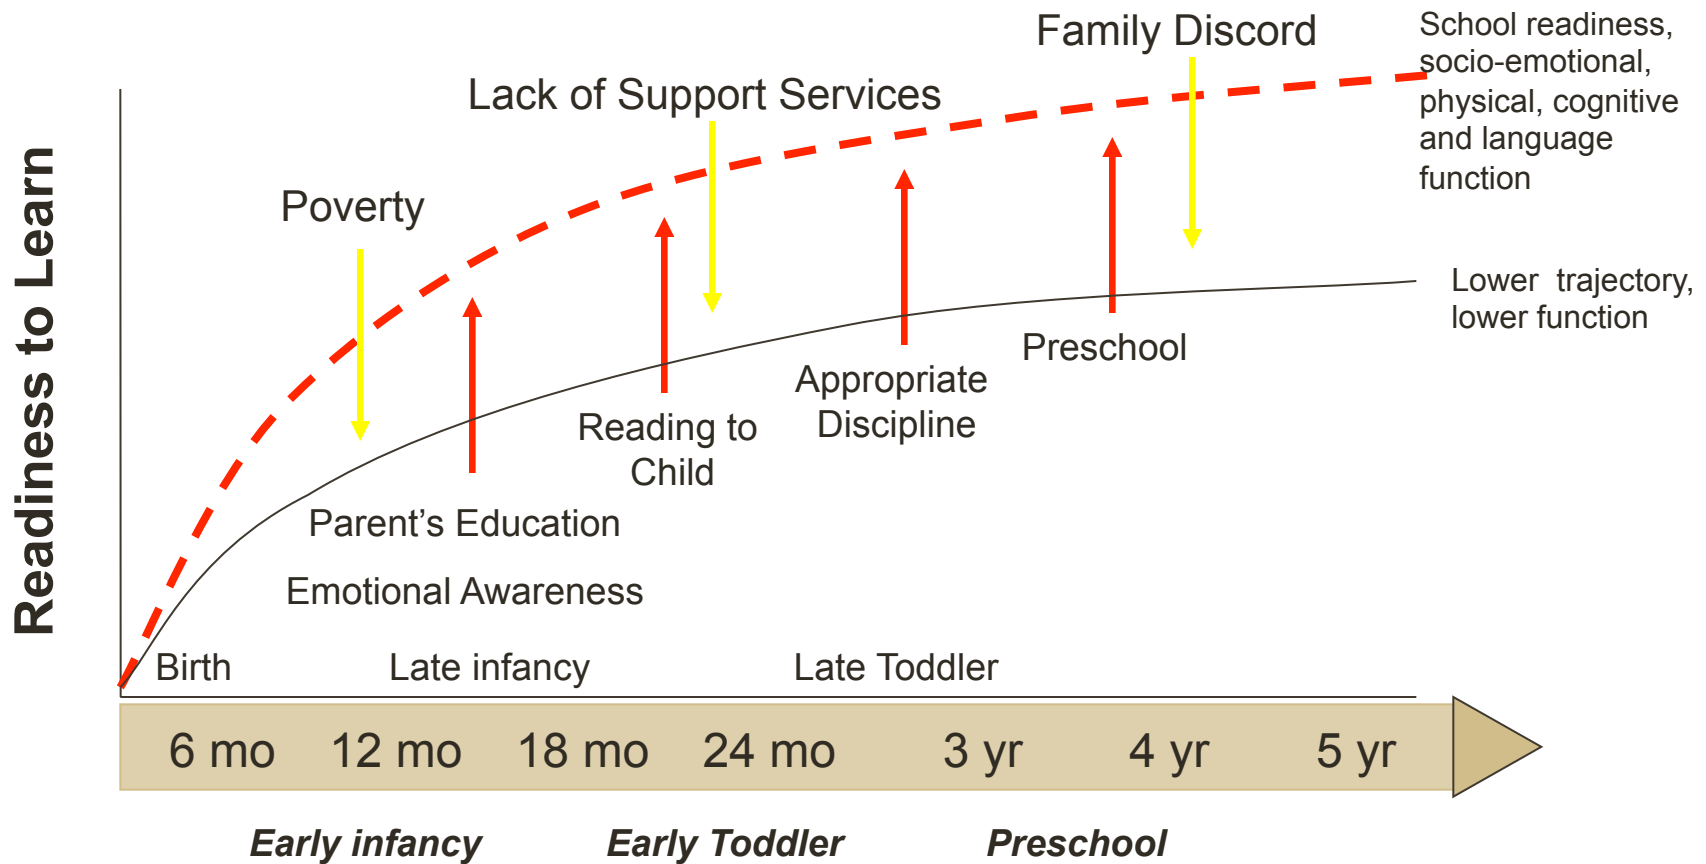 Family Discord
School readiness,
socio-emotional,
physical, cognitive
and language
function
Lack of Support Services
Poverty
Readiness to Learn
Lower trajectory,
lower function
Preschool
Appropriate
Discipline
Reading to
Child
Parent’s Education
Emotional Awareness
Birth
Late infancy
Late Toddler
6 mo 12 mo 18 mo 24 mo 3 yr 4 yr 5 yr
Early infancy
Early Toddler
Preschool